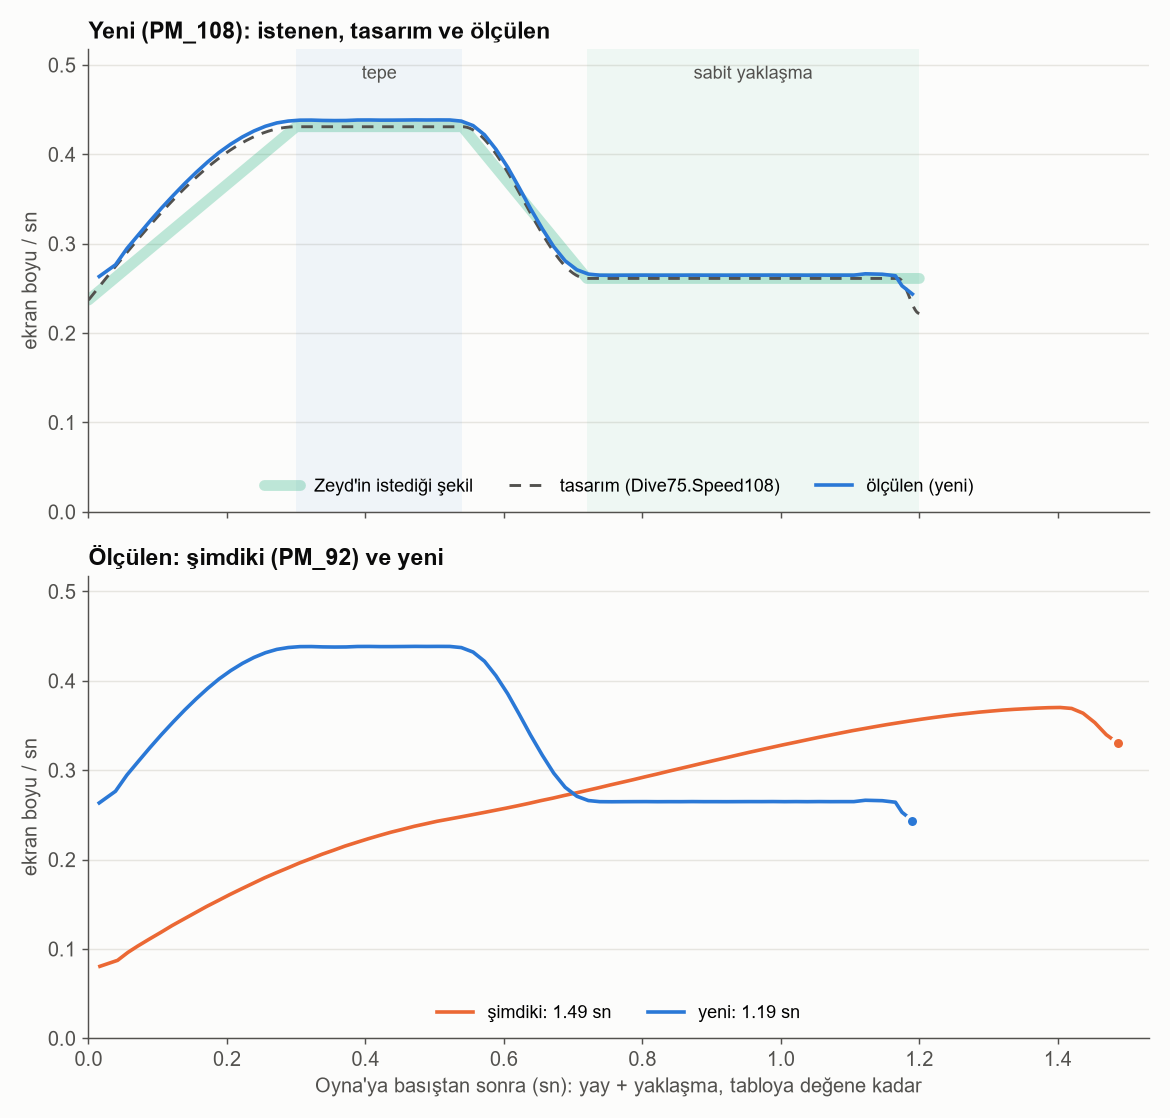 Yeni (PM_108): istenen, tasarım ve ölçülen
tepe
sabit yaklaşma
0.5
0.4
0.3
0.2
0.1
0.0
ekran boyu / sn
Zeyd'in istediği şekil
tasarım (Dive75.Speed108)
ölçülen (yeni)
Ölçülen: şimdiki (PM_92) ve yeni
0.5
0.4
0.3
0.2
0.1
0.0
ekran boyu / sn
şimdiki: 1.49 sn
yeni: 1.19 sn
0.0 0.2 0.4 0.6 0.8 1.0 1.2 1.4
Oyna'ya basıştan sonra (sn): yay + yaklaşma, tabloya değene kadar